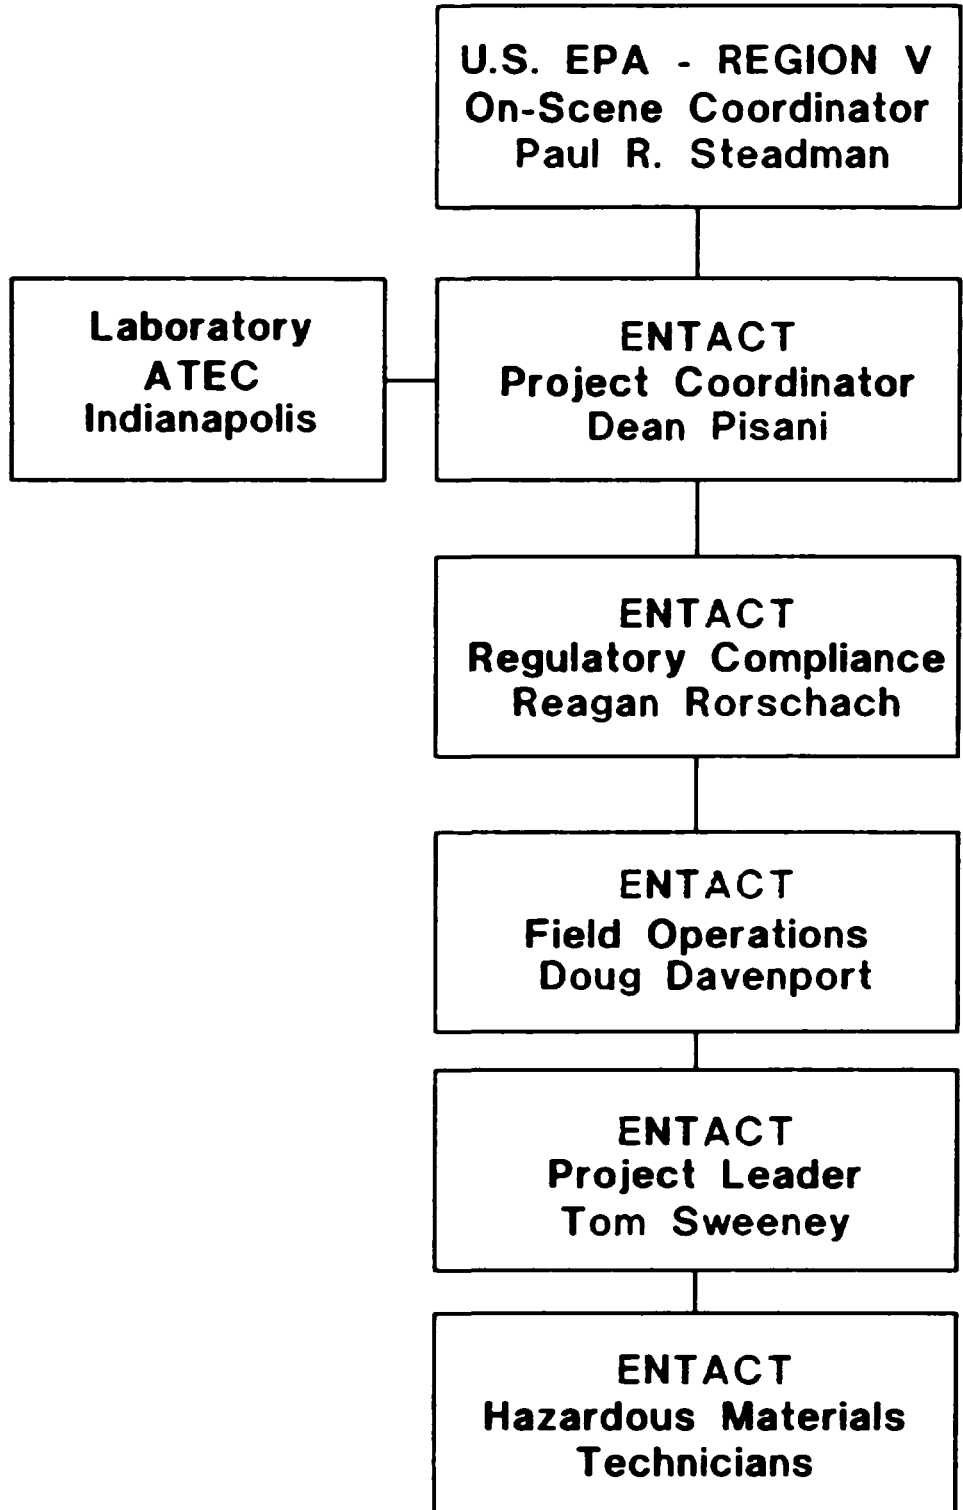 U.S. EPA - REGION V
On-Scene Coordinator
Paul R. Steadman
Laboratory
ATEC
Indianapolis
ENTACT
Project Coordinator
Dean Pisani
ENTACT
Regulatory Compliance
Reagan Rorschach
ENTACT
Field Operations
Doug Davenport
ENTACT
Project Leader
Tom Sweeney
ENTACT
Hazardous Materials
Technicians